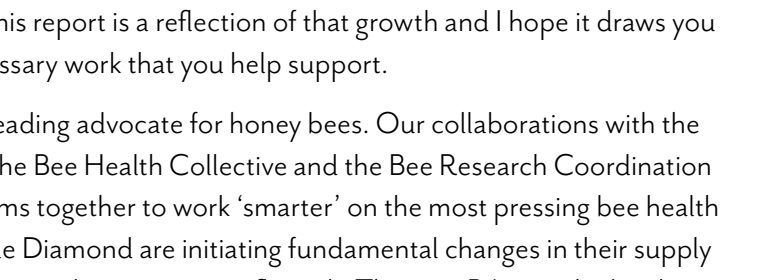 his report is a reflection of that growth and I hope it draws you
ssary work that you help support.
eading advocate for honey bees. Our collaborations with the
he Bee Health Collective and the Bee Research Coordination
ms together to work ‘smarter’ on the most pressing bee health
e Diamond are initiating fundamental changes in their supply